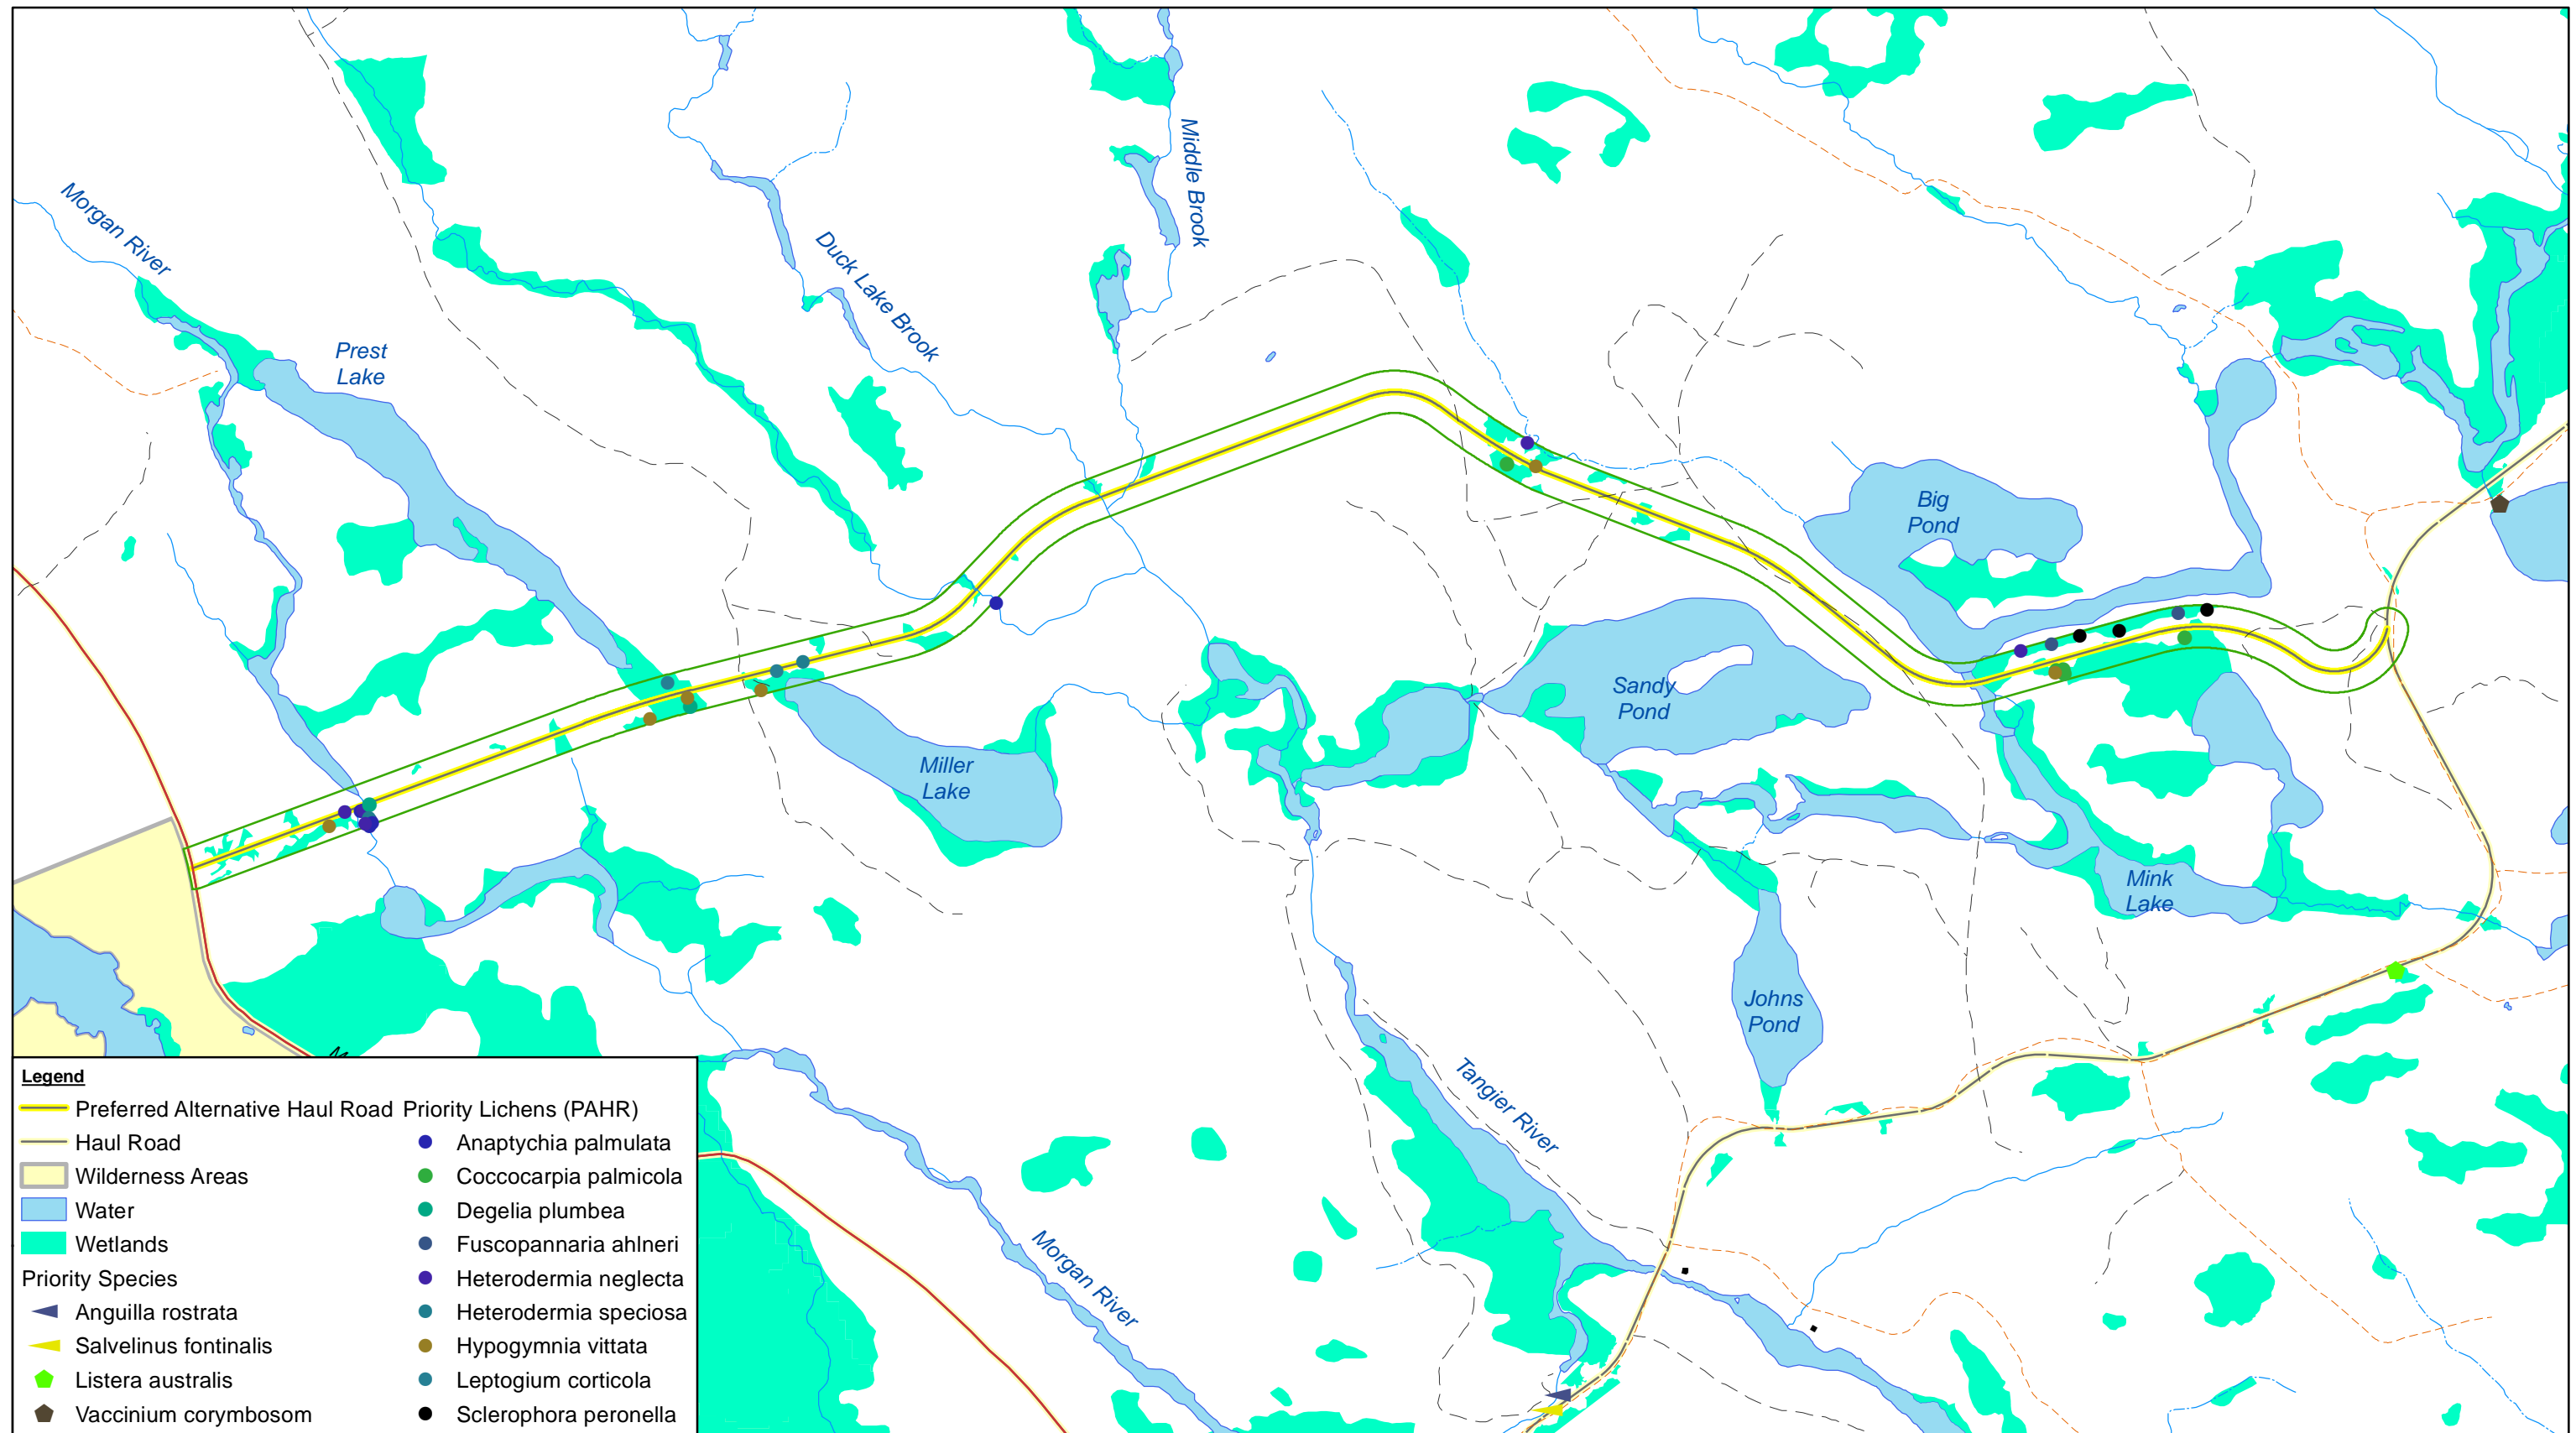 Middle Brook
Morgan River
Duck Lake Brook
Prest
Lake
Big
Pond
Sandy
Pond
Miller
Lake
Mink
Lake
Johns
Pond
Tangier River
Morgan River
Legend
Preferred Alternative Haul Road
Haul Road
Wilderness Areas
Water
Wetlands
Priority Species
Anguilla rostrata
Salvelinus fontinalis
Listera australis
Vaccinium corymbosom
Priority Lichens (PAHR)
Anaptychia palmulata
Coccocarpia palmicola
Degelia plumbea
Fuscopannaria ahlneri
Heterodermia neglecta
Heterodermia speciosa
Hypogymnia vittata
Leptogium corticola
Sclerophora peronella